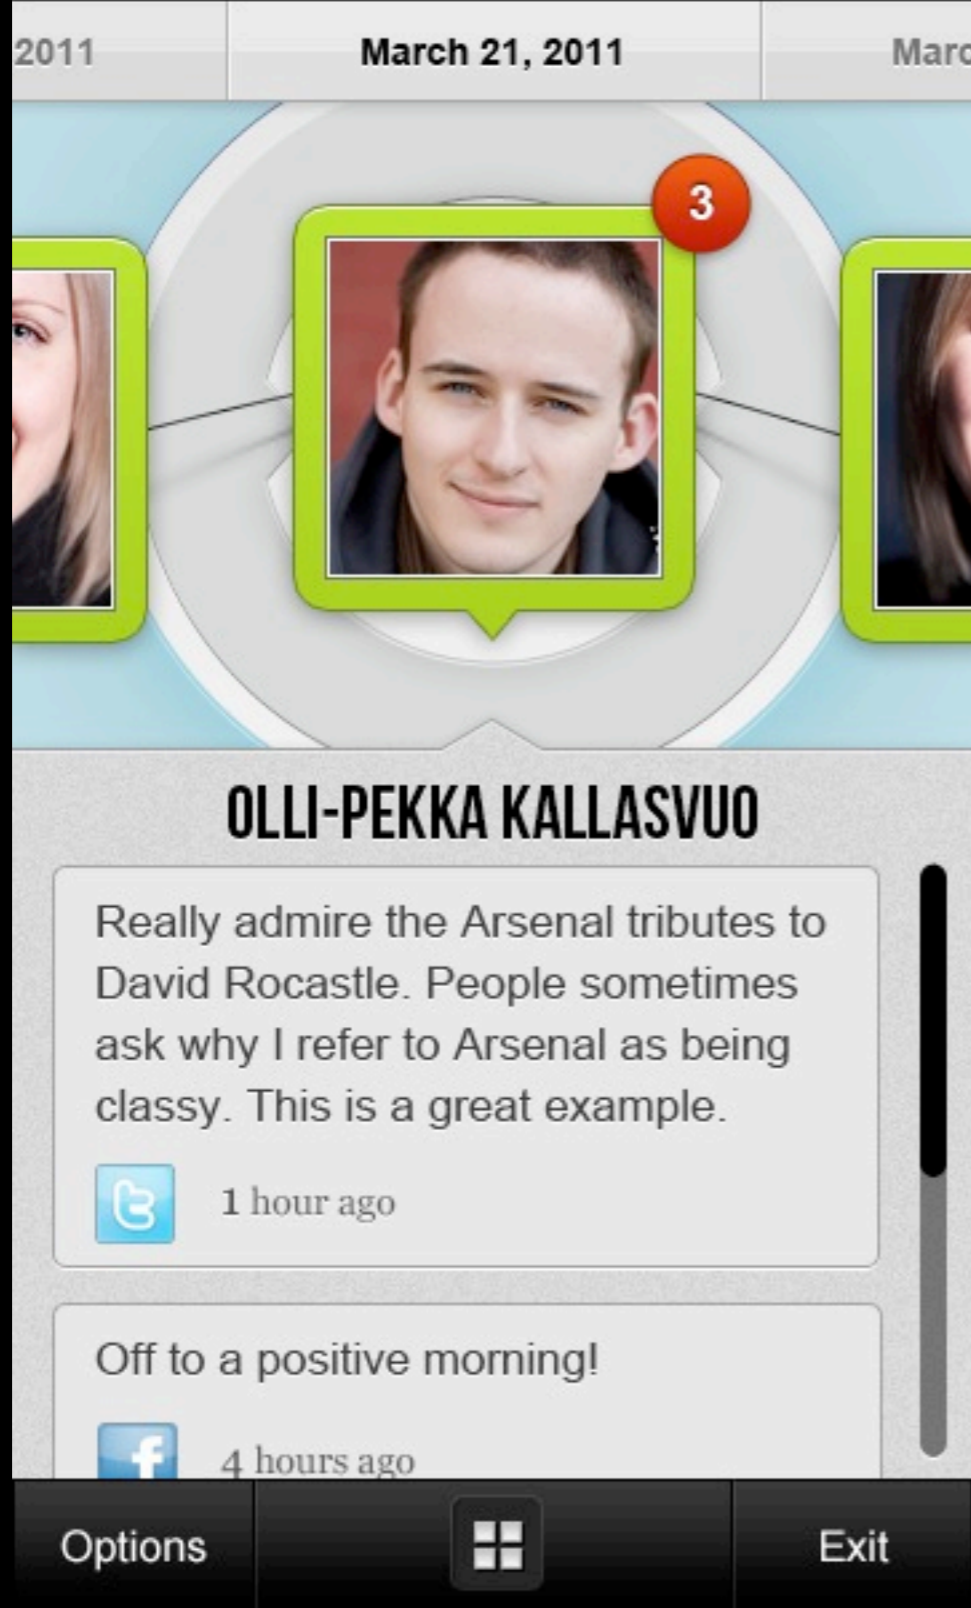 2011
March 21, 2011
Marc
3
OLLI-PEKKA KALLASVUO
Really admire the Arsenal tributes to
David Rocastle. People sometimes
ask why I refer to Arsenal as being
classy. This is a great example.
1 hour ago
Off to a positive morning!
4 hours ago
Options
Exit